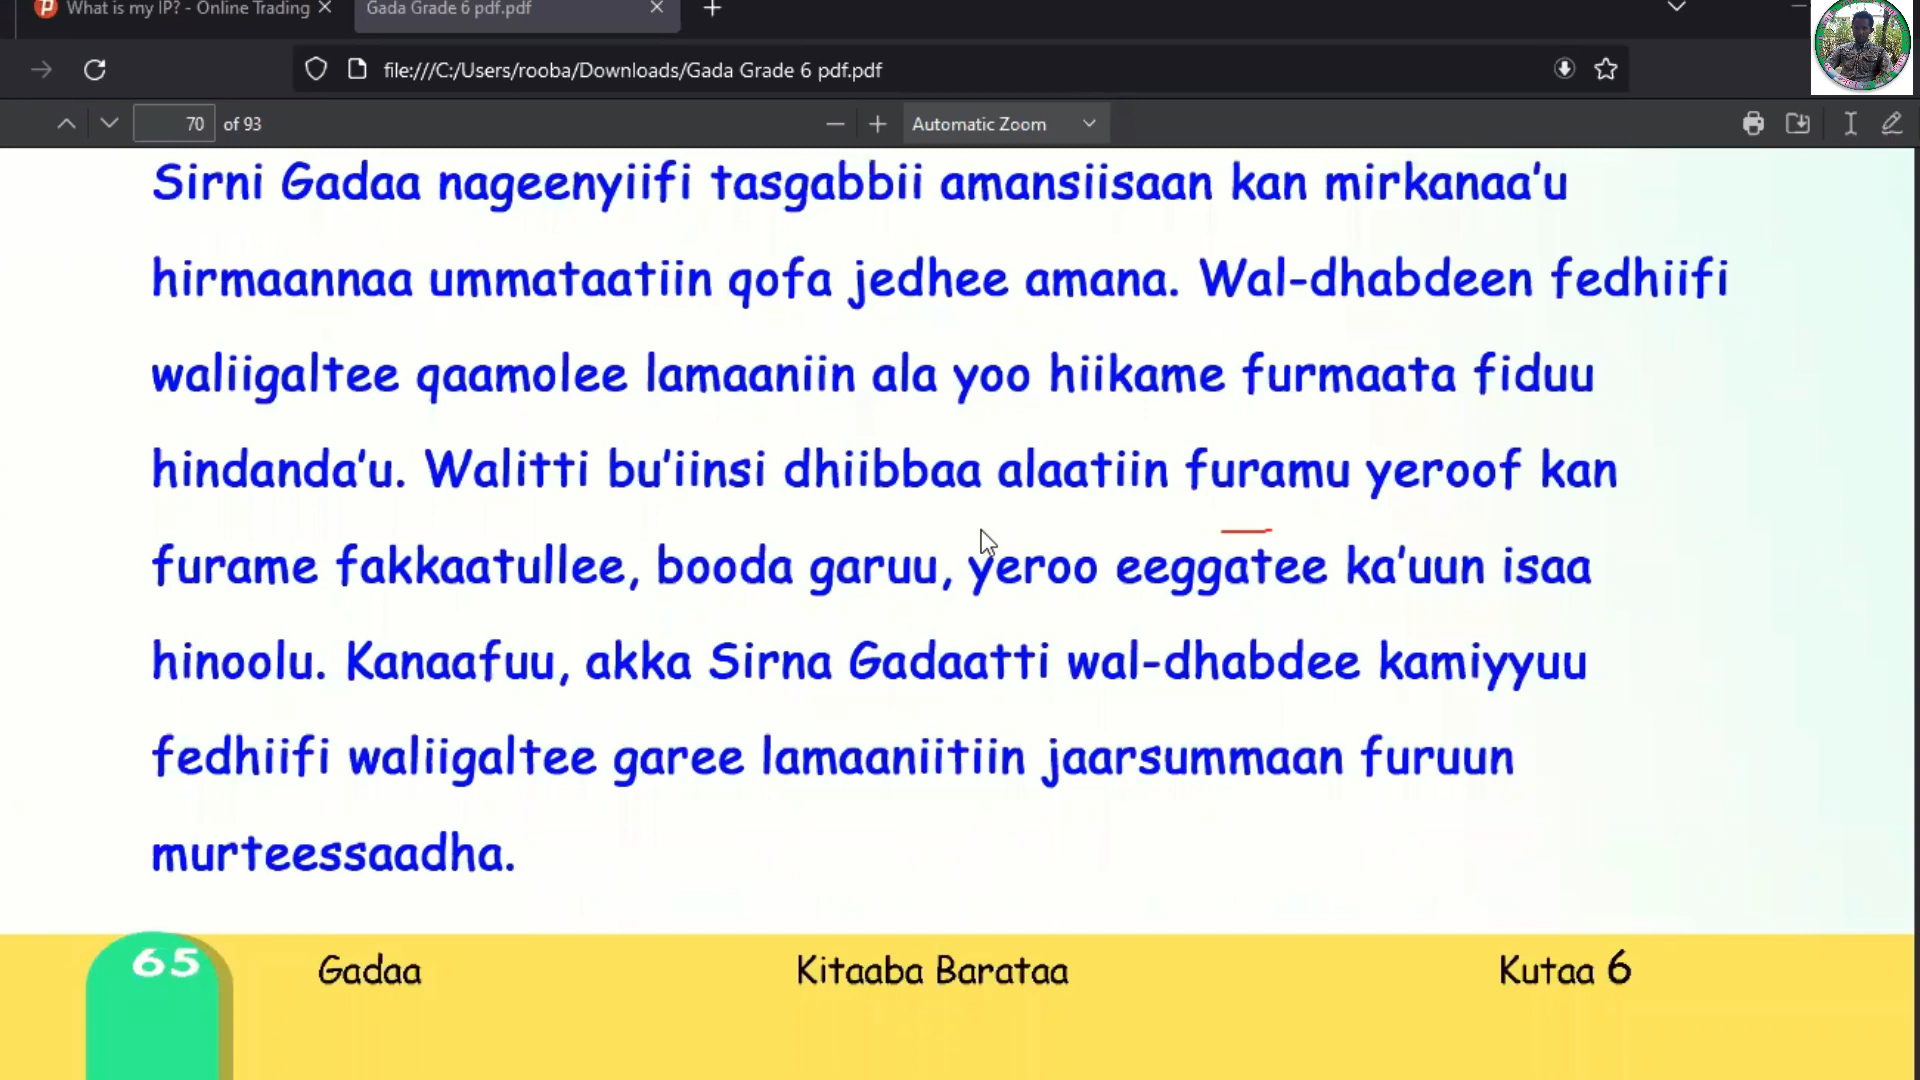 What is my IP? - Online Trading
Gada Grade 6 pdf.pdf
file:///C:/Users/rooba/Downloads/Gada Grade 6 pdf.pdf
70 of 93
Automatic Zoom
Sirni Gadaa nageenyiifi tasgabbii amansiisaan kan mirkanaa’u
hirmaannaa ummataatiin qofa jedhee amana. Wal-dhabdeen fedhiifi
waliigaltee qaamolee lamaaniin ala yoo hiikame furmaata fiduu
hindanda’u. Walitti bu’iinsi dhiibbaa alaatiin furamu yeroof kan
furame fakkaatullee, booda garuu, yeroo eeggatee ka’uun isaa
hinoolu. Kanaafuu, akka Sirna Gadaatti wal-dhabdee kamiyyuu
fedhiifi waliigaltee garee lamaaniitiin jaarsummaan furuun
murteessaadha.
65 Gadaa Kitaaba Barataa Kutaa 6